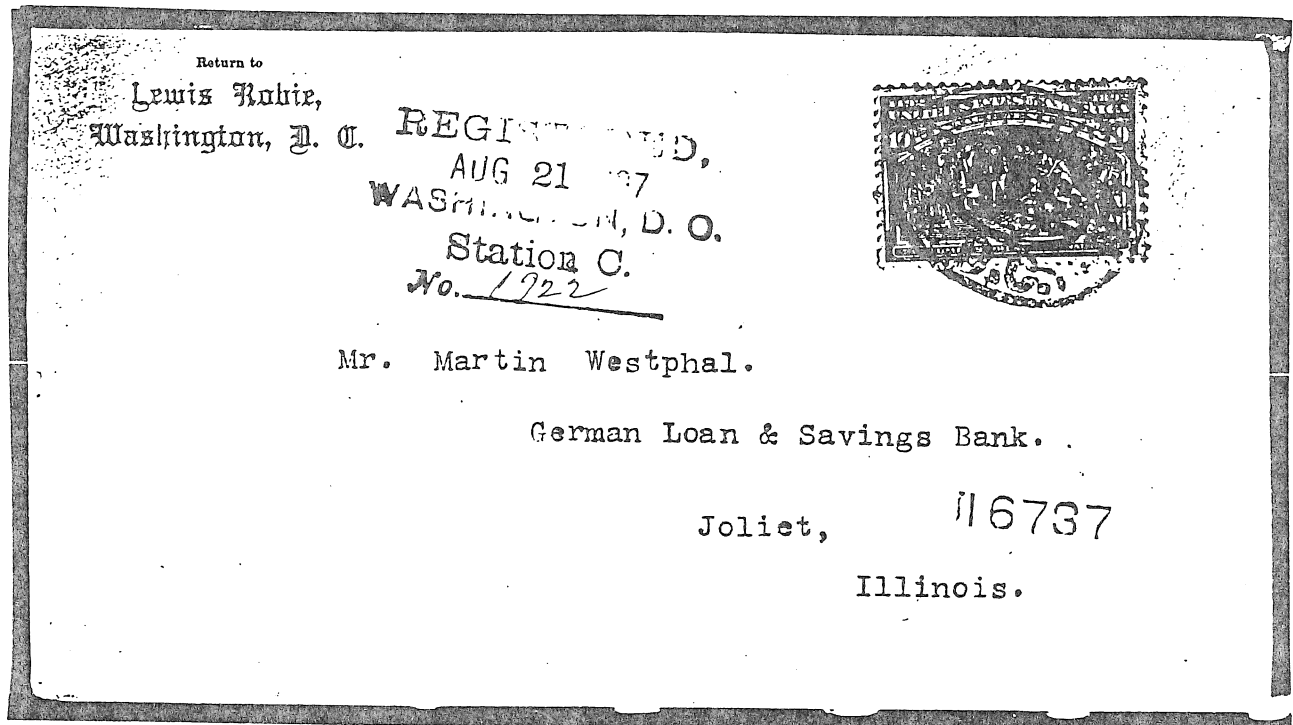 Return to
Lewis Robie,
Washington, D. C.
AUG 21
D. C.
Station C.
No. 1922
Mr. Martin Westphal.
German Loan & Savings Bank.
Joliet,
116737
Illinois.